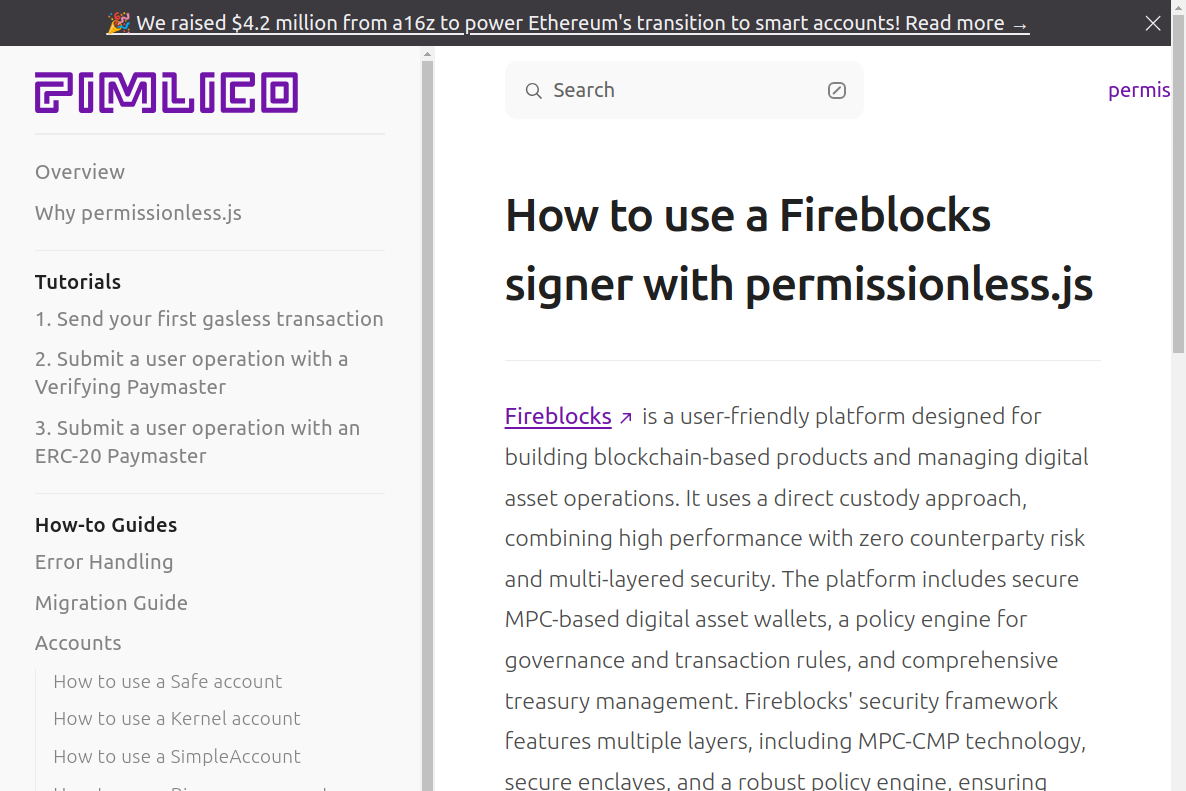 🎉 We raised $4.2 million from a16z to power Ethereum's transition to smart accounts! Read more →
PIMLICO
Overview
Why permissionless.js
Tutorials
1. Send your first gasless transaction
2. Submit a user operation with a
Verifying Paymaster
3. Submit a user operation with an
ERC-20 Paymaster
How-to Guides
Error Handling
Migration Guide
Accounts
How to use a Safe account
How to use a Kernel account
How to use a SimpleAccount
Search
permis
How to use a Fireblocks
signer with permissionless.js
Fireblocks ↗ is a user-friendly platform designed for
building blockchain-based products and managing digital
asset operations. It uses a direct custody approach,
combining high performance with zero counterparty risk
and multi-layered security. The platform includes secure
MPC-based digital asset wallets, a policy engine for
governance and transaction rules, and comprehensive
treasury management. Fireblocks' security framework
features multiple layers, including MPC-CMP technology,
secure enclaves, and a robust policy engine, ensuring